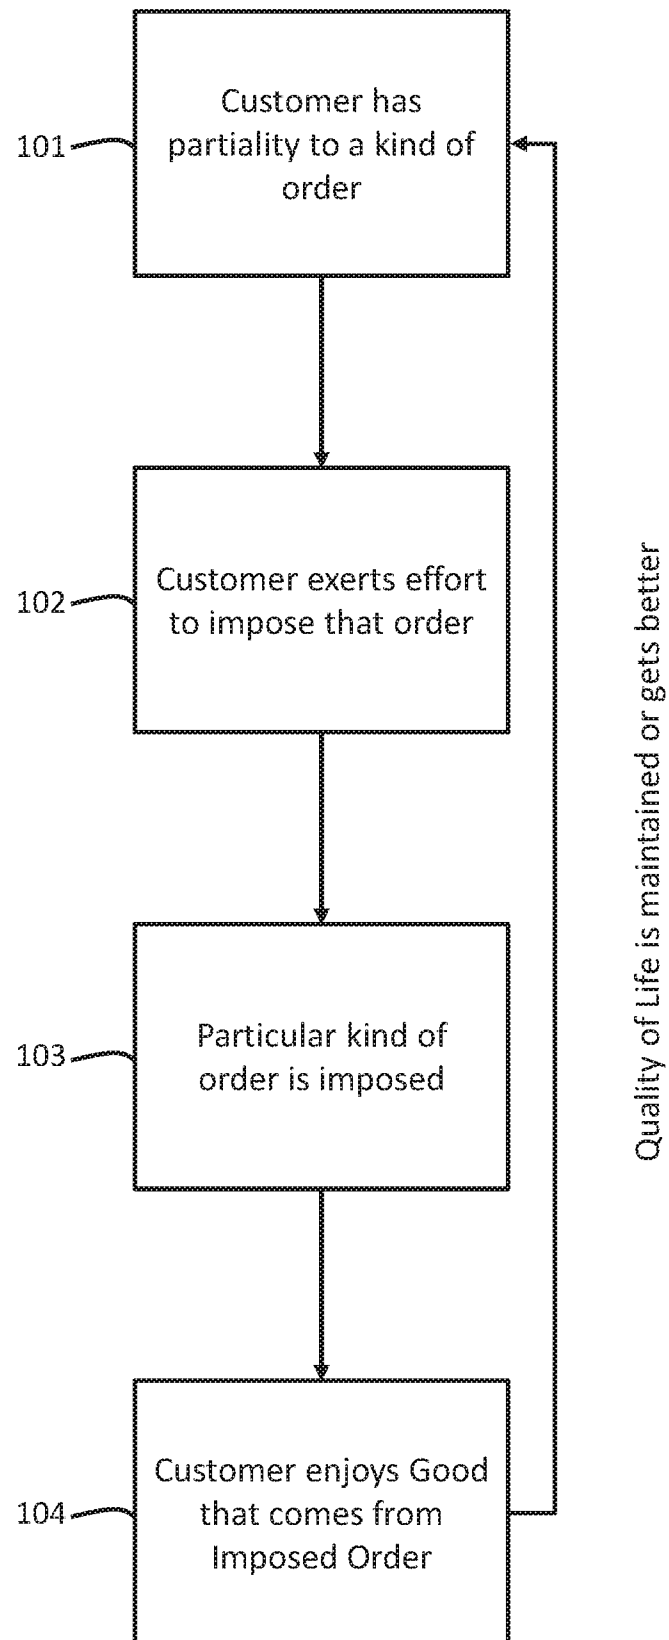 101
Customer has
partiality to a kind of
order
102
Customer exerts effort
to impose that order
103
Particular kind of
order is imposed
104
Customer enjoys Good
that comes from
Imposed Order
Quality of Life is maintained or gets better